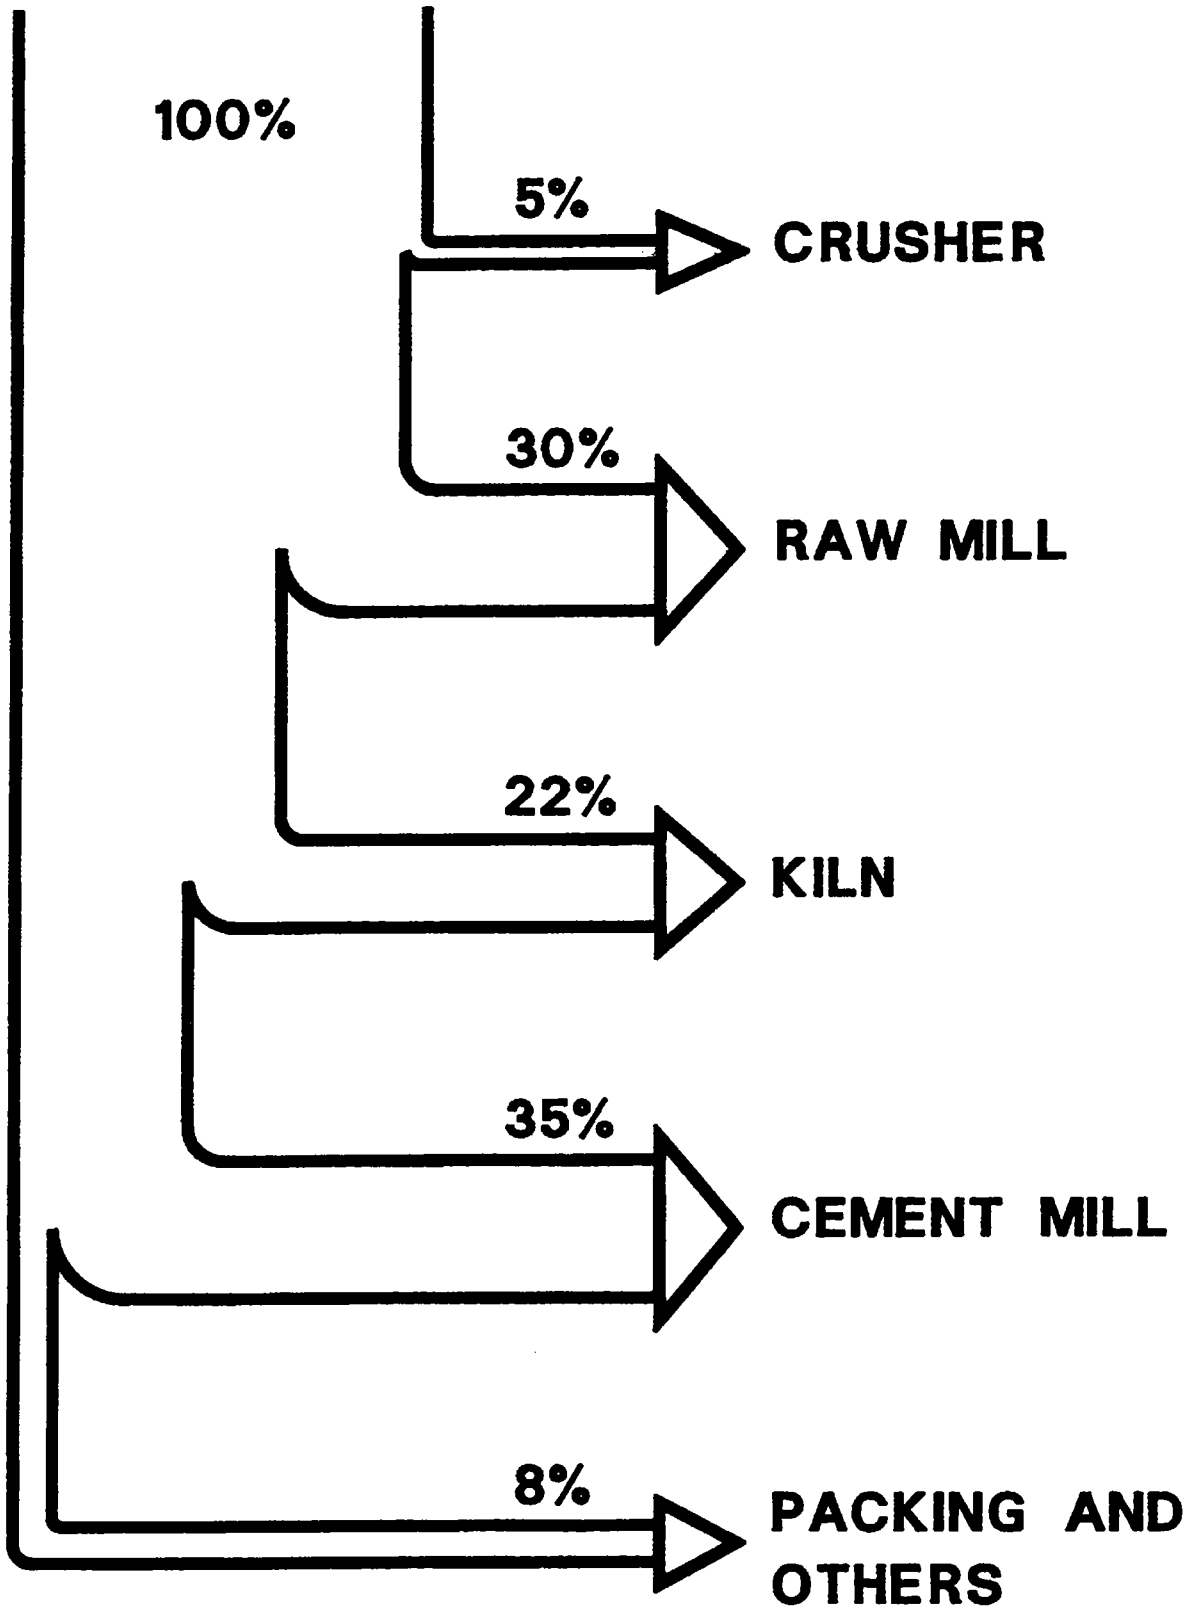 100%
5%
CRUSHER
30%
RAW MILL
22%
KILN
35%
CEMENT MILL
8%
PACKING AND
OTHERS